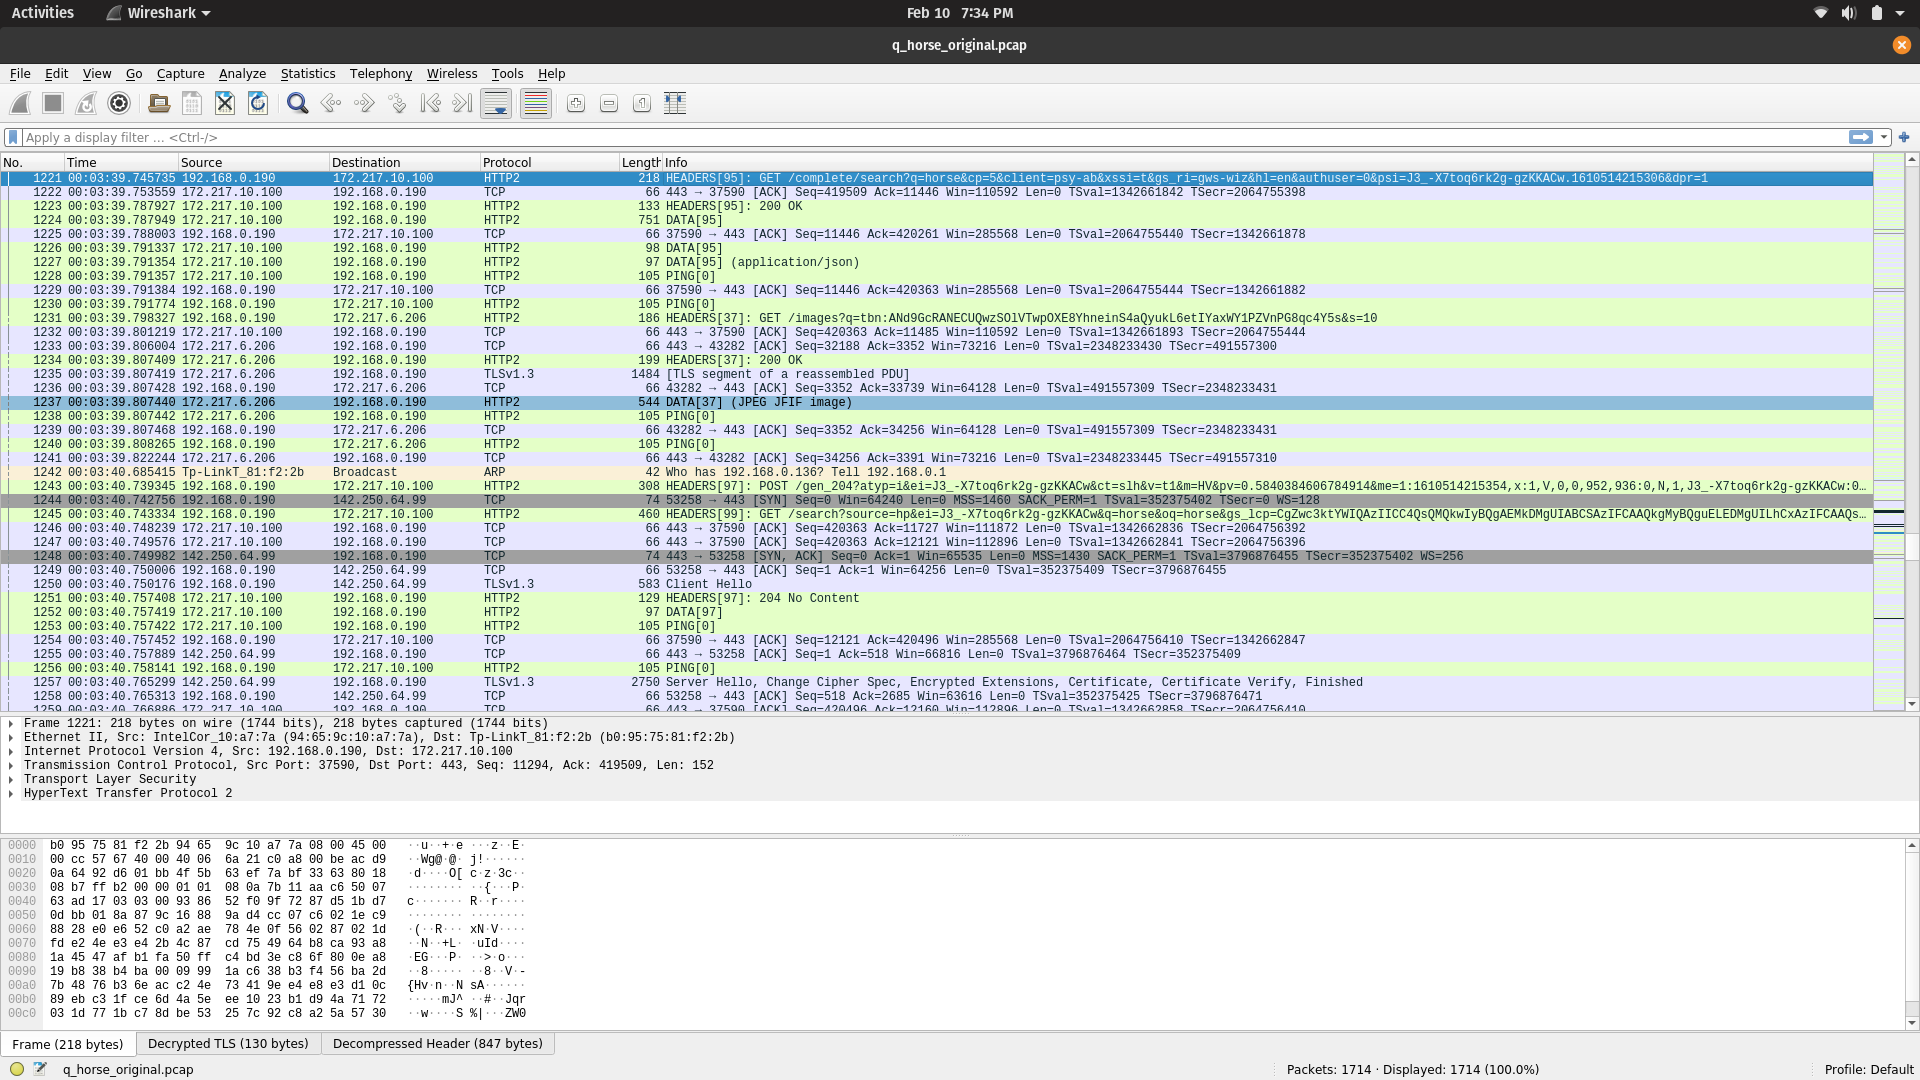 Activities Wireshark Feb 10 7:34 PM
q_horse_original.pcap
File Edit View Go Capture Analyze Statistics Telephony Wireless Tools Help
Apply a display filter … <Ctrl-/>
No. Time Source Destination Protocol Length Info
1221 00:03:39.745735 192.168.0.190 172.217.10.100 HTTP2 218 HEADERS[95]: GET /complete/search?q=horse&cp=5&client=psy-ab&xssi=t&gs_ri=gws-wiz&hl=en&authuser=0&psi=J3_-X7toq6rk2g-gzKKACw.1610514215306&dpr=1
1222 00:03:39.753559 172.217.10.100 192.168.0.190 TCP 66 443 → 37590 [ACK] Seq=419509 Ack=11446 Win=110592 Len=0 TSval=1342661842 TSecr=2064755398
1223 00:03:39.787927 172.217.10.100 192.168.0.190 HTTP2 133 HEADERS[95]: 200 OK
1224 00:03:39.787949 172.217.10.100 192.168.0.190 HTTP2 751 DATA[95]
1225 00:03:39.788003 192.168.0.190 172.217.10.100 TCP 66 37590 → 443 [ACK] Seq=11446 Ack=420261 Win=285568 Len=0 TSval=2064755440 TSecr=1342661878
1226 00:03:39.791337 172.217.10.100 192.168.0.190 HTTP2 98 DATA[95]
1227 00:03:39.791354 172.217.10.100 192.168.0.190 HTTP2 97 DATA[95] (application/json)
1228 00:03:39.791357 172.217.10.100 192.168.0.190 HTTP2 105 PING[0]
1229 00:03:39.791384 192.168.0.190 172.217.10.100 TCP 66 37590 → 443 [ACK] Seq=11446 Ack=420363 Win=285568 Len=0 TSval=2064755444 TSecr=1342661882
1230 00:03:39.791774 192.168.0.190 172.217.10.100 HTTP2 105 PING[0]
1231 00:03:39.798327 192.168.0.190 172.217.6.206 HTTP2 186 HEADERS[37]: GET /images?q=tbn:ANd9GcRANECUQwzSOlVTwpOXE8YhneinS4aQyukL6etIYaxWY1PZVnPG8qc4Y5s&s=10
1232 00:03:39.801219 172.217.10.100 192.168.0.190 TCP 66 443 → 37590 [ACK] Seq=420363 Ack=11485 Win=110592 Len=0 TSval=1342661893 TSecr=2064755444
1233 00:03:39.806004 172.217.6.206 192.168.0.190 TCP 66 443 → 43282 [ACK] Seq=32188 Ack=3352 Win=73216 Len=0 TSval=2348233430 TSecr=491557300
1234 00:03:39.807409 172.217.6.206 192.168.0.190 HTTP2 199 HEADERS[37]: 200 OK
1235 00:03:39.807419 172.217.6.206 192.168.0.190 TLSv1.3 1484 [TLS segment of a reassembled PDU]
1236 00:03:39.807428 192.168.0.190 172.217.6.206 TCP 66 43282 → 443 [ACK] Seq=3352 Ack=33739 Win=64128 Len=0 TSval=491557309 TSecr=2348233431
1237 00:03:39.807440 172.217.6.206 192.168.0.190 HTTP2 544 DATA[37] (JPEG JFIF image)
1238 00:03:39.807442 172.217.6.206 192.168.0.190 HTTP2 105 PING[0]
1239 00:03:39.807468 192.168.0.190 172.217.6.206 TCP 66 43282 → 443 [ACK] Seq=3352 Ack=34256 Win=64128 Len=0 TSval=491557309 TSecr=2348233431
1240 00:03:39.808265 192.168.0.190 172.217.6.206 HTTP2 105 PING[0]
1241 00:03:39.822244 172.217.6.206 192.168.0.190 TCP 66 443 → 43282 [ACK] Seq=34256 Ack=3391 Win=73216 Len=0 TSval=2348233445 TSecr=491557310
1242 00:03:40.685415 Tp-LinkT_81:f2:2b Broadcast ARP 42 Who has 192.168.0.136? Tell 192.168.0.1
1243 00:03:40.739345 192.168.0.190 172.217.10.100 HTTP2 308 HEADERS[97]: POST /gen_204?atyp=i&ei=J3_-X7toq6rk2g-gzKKACw&ct=slh&v=t1&m=HV&pv=0.5840384606784914&me=1:1610514215354,x:1,V,0,0,952,936:0,N,1,J3_-X7toq6rk2g-gzKKACw:0…
1244 00:03:40.742756 192.168.0.190 142.250.64.99 TCP 74 53258 → 443 [SYN] Seq=0 Win=64240 Len=0 MSS=1460 SACK_PERM=1 TSval=352375402 TSecr=0 WS=128
1245 00:03:40.743334 192.168.0.190 172.217.10.100 HTTP2 460 HEADERS[99]: GET /search?source=hp&ei=J3_-X7toq6rk2g-gzKKACw&q=horse&oq=horse&gs_lcp=CgZwc3ktYWIQAzIICC4QsQMQkwIyBQgAEMkDMgUIABCSAzIFCAAQkgMyBQguELEDMgUILhCxAzIFCAAQs…
1246 00:03:40.748239 172.217.10.100 192.168.0.190 TCP 66 443 → 37590 [ACK] Seq=420363 Ack=11727 Win=111872 Len=0 TSval=1342662836 TSecr=2064756392
1247 00:03:40.749576 172.217.10.100 192.168.0.190 TCP 66 443 → 37590 [ACK] Seq=420363 Ack=12121 Win=112896 Len=0 TSval=1342662841 TSecr=2064756396
1248 00:03:40.749982 142.250.64.99 192.168.0.190 TCP 74 443 → 53258 [SYN, ACK] Seq=0 Ack=1 Win=65535 Len=0 MSS=1430 SACK_PERM=1 TSval=3796876455 TSecr=352375402 WS=256
1249 00:03:40.750006 192.168.0.190 142.250.64.99 TCP 66 53258 → 443 [ACK] Seq=1 Ack=1 Win=64256 Len=0 TSval=352375409 TSecr=3796876455
1250 00:03:40.750176 192.168.0.190 142.250.64.99 TLSv1.3 583 Client Hello
1251 00:03:40.757408 172.217.10.100 192.168.0.190 HTTP2 129 HEADERS[97]: 204 No Content
1252 00:03:40.757419 172.217.10.100 192.168.0.190 HTTP2 97 DATA[97]
1253 00:03:40.757422 172.217.10.100 192.168.0.190 HTTP2 105 PING[0]
1254 00:03:40.757452 192.168.0.190 172.217.10.100 TCP 66 37590 → 443 [ACK] Seq=12121 Ack=420496 Win=285568 Len=0 TSval=2064756410 TSecr=1342662847
1255 00:03:40.757889 142.250.64.99 192.168.0.190 TCP 66 443 → 53258 [ACK] Seq=1 Ack=518 Win=66816 Len=0 TSval=3796876464 TSecr=352375409
1256 00:03:40.758141 192.168.0.190 172.217.10.100 HTTP2 105 PING[0]
1257 00:03:40.765299 142.250.64.99 192.168.0.190 TLSv1.3 2750 Server Hello, Change Cipher Spec, Encrypted Extensions, Certificate, Certificate Verify, Finished
1258 00:03:40.765313 192.168.0.190 142.250.64.99 TCP 66 53258 → 443 [ACK] Seq=518 Ack=2685 Win=63616 Len=0 TSval=352375425 TSecr=3796876471
1259 00:03:40.766886 172.217.10.100 192.168.0.190 TCP 66 443 → 37590 [ACK] Seq=420496 Ack=12160 Win=112896 Len=0 TSval=1342662858 TSecr=2064756410
Frame 1221: 218 bytes on wire (1744 bits), 218 bytes captured (1744 bits)
Ethernet II, Src: IntelCor_10:a7:7a (94:65:9c:10:a7:7a), Dst: Tp-LinkT_81:f2:2b (b0:95:75:81:f2:2b)
Internet Protocol Version 4, Src: 192.168.0.190, Dst: 172.217.10.100
Transmission Control Protocol, Src Port: 37590, Dst Port: 443, Seq: 11294, Ack: 419509, Len: 152
Transport Layer Security
HyperText Transfer Protocol 2
0000 b0 95 75 81 f2 2b 94 65 9c 10 a7 7a 08 00 45 00 ··u··+·e ···z··E·
0010 00 cc 57 67 40 00 40 06 6a 21 c0 a8 00 be ac d9 ··Wg@·@· j!······
0020 0a 64 92 d6 01 bb 4f 5b 63 ef 7a bf 33 63 80 18 ·d····O[ c·z·3c··
0030 08 b7 ff b2 00 00 01 01 08 0a 7b 11 aa c6 50 07 ········ ··{···P·
0040 63 ad 17 03 03 00 93 86 52 f0 9f 72 87 d5 1b d7 c······· R··r····
0050 0d bb 01 8a 87 9c 16 88 9a d4 cc 07 c6 02 1e c9 ········ ········
0060 88 28 e0 e6 52 c0 a2 ae 78 4e 0f 56 02 87 02 1d ·(··R··· xN·V····
0070 fd e2 4e e3 e4 2b 4c 87 cd 75 49 64 b8 ca 93 a8 ··N··+L· ·uId····
0080 1a 45 47 af b1 fa 50 ff c4 bd 3e c8 6f 80 0e a8 ·EG···P· ··>·o···
0090 19 b8 38 b4 ba 00 09 99 1a c6 38 b3 f4 56 ba 2d ··8····· ··8··V·-
00a0 7b 48 76 b3 6e ac c2 4e 73 41 9e e4 e8 e3 d1 0c {Hv·n··N sA······
00b0 89 eb c3 1f ce 6d 4a 5e ee 10 23 b1 d9 4a 71 72 ·····mJ^ ··#··Jqr
00c0 03 1d 77 1b c7 8d be 53 25 7c 92 c8 a2 5a 57 30 ··w····S %|···ZW0
Frame (218 bytes) Decrypted TLS (130 bytes) Decompressed Header (847 bytes)
q_horse_original.pcap Packets: 1714 · Displayed: 1714 (100.0%) Profile: Default